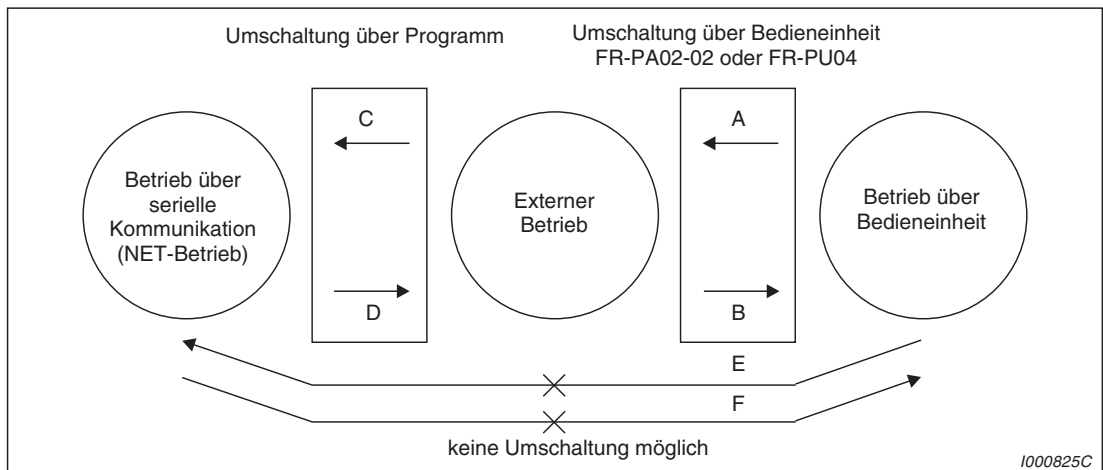 Umschaltung über Programm
Umschaltung über Bedieneinheit
FR-PA02-02 oder FR-PU04
C
A
Betrieb über
serielle
Kommunikation
(NET-Betrieb)
Externer
Betrieb
Betrieb über
Bedieneinheit
D
B
E
F
keine Umschaltung möglich
I000825C